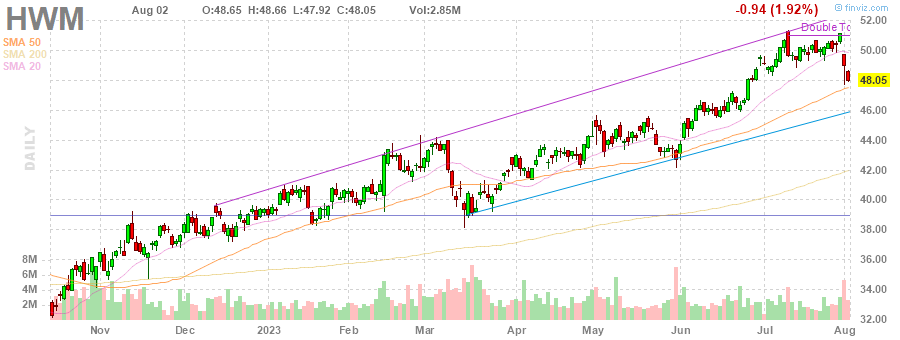 HWM
Aug 02 O:48.65 H:48.66 L:47.92 C:48.05 Vol:2.85M -0.94 (1.92%) @ finviz.com
SMA 50
SMA 200
SMA 20
DAILY
Double To
52.00
50.00
48.05
46.00
44.00
42.00
40.00
38.00
36.00
34.00
32.00
8M
6M
4M
2M
Nov Dec 2023 Feb Mar Apr May Jun Jul Aug